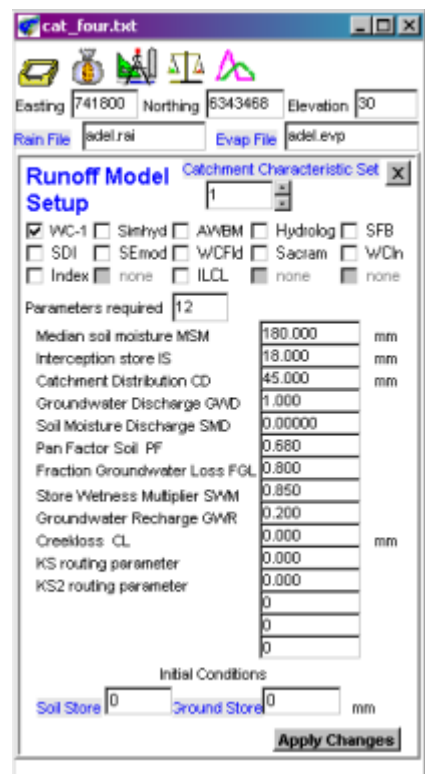 cat_four.txt
Easting 741800 Northing 6343468 Elevation 30
Rain File adel.rai Evap File adel.evp
Runoff Model Setup Catchment Characteristic Set X
1
WC-1 Simhyd AWBM Hydrolog SFB
SDI SEmod WCFld Sacram WCln
Index none ILCL none none
Parameters required 12
Median soil moisture MSM 180.000 mm
Interception store IS 18.000 mm
Catchment Distribution CD 45.000 mm
Groundwater Discharge GWD 1.000
Soil Moisture Discharge SMD 0.00000
Pan Factor Soil PF 0.680
Fraction Groundwater Loss FGL 0.800
Store Wetness Multiplier SWM 0.850
Groundwater Recharge GWR 0.200
Creekloss CL 0.000 mm
KS routing parameter 0.000
KS2 routing parameter 0.000
0
0
0
Initial Conditions
Soil Store 0 Ground Store 0 mm
Apply Changes